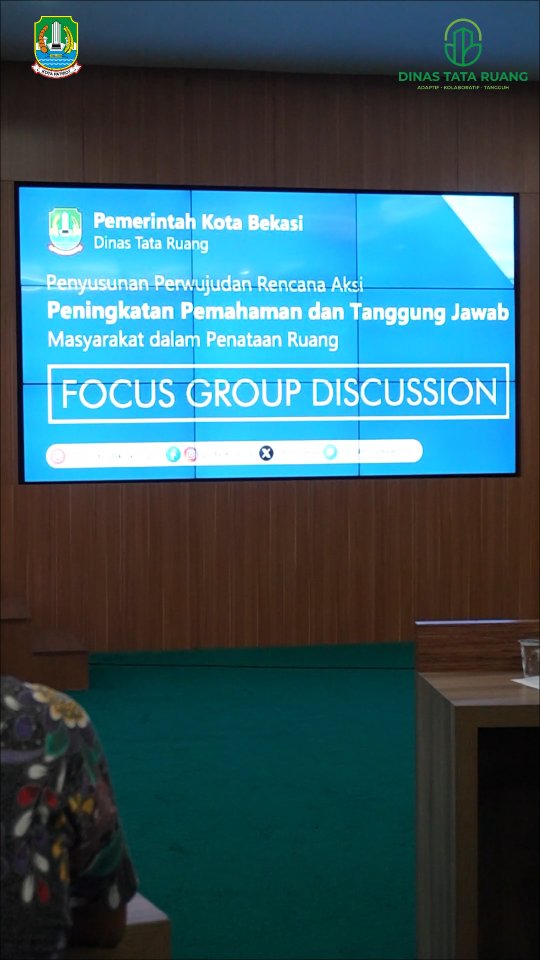 KOTA PATRIOT
DINAS TATA RUANG
ADAPTIF - KOLABORATIF - TANGGUH
Pemerintah Kota Bekasi
Dinas Tata Ruang
Penyusunan Perwujudan Rencana Aksi
Peningkatan Pemahaman dan Tanggung Jawab
Masyarakat dalam Penataan Ruang
FOCUS GROUP DISCUSSION